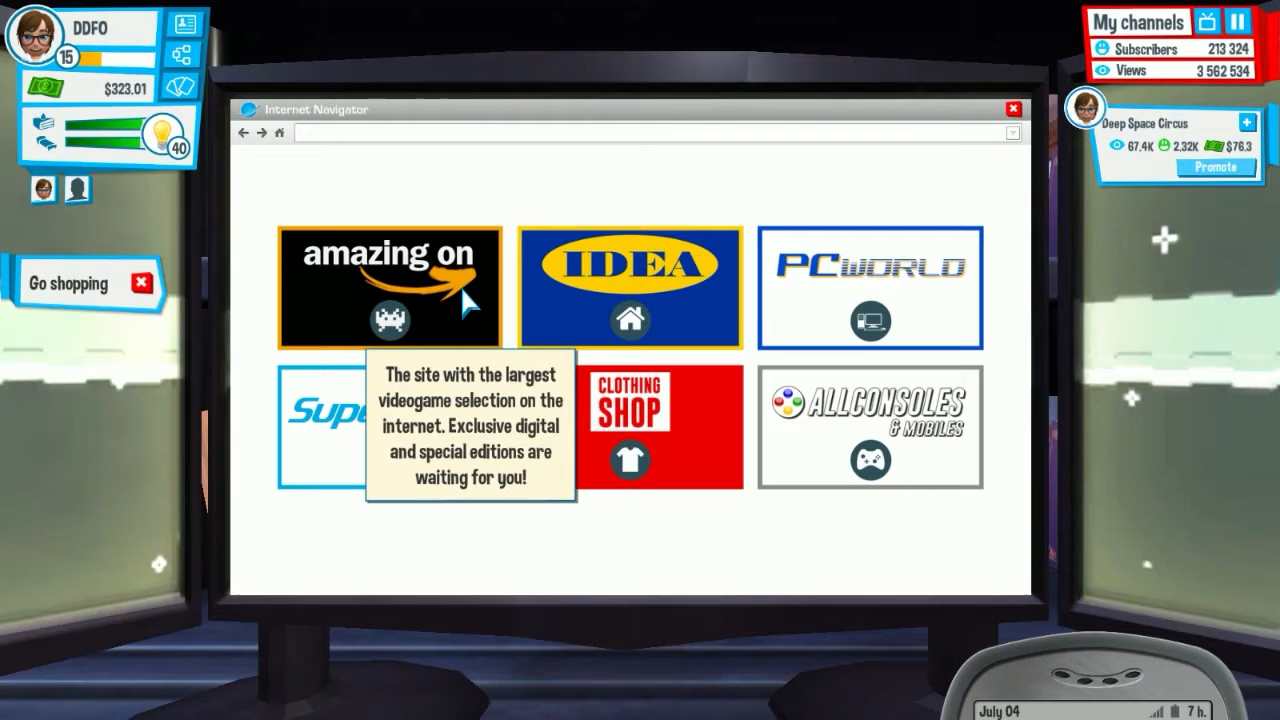 DDFO
15
$323.01
40
Go shopping
My channels
Subscribers 213 324
Views 3 562 534
Deep Space Circus
67.4K 2.32K $76.3
Promote
Internet Navigator
amazing on
IDEA
PCWORLD
The site with the largest
videogame selection on the
internet. Exclusive digital
and special editions are
waiting for you!
CLOTHING
SHOP
ALLCONSOLES
& MOBILES
July 04 7 h.